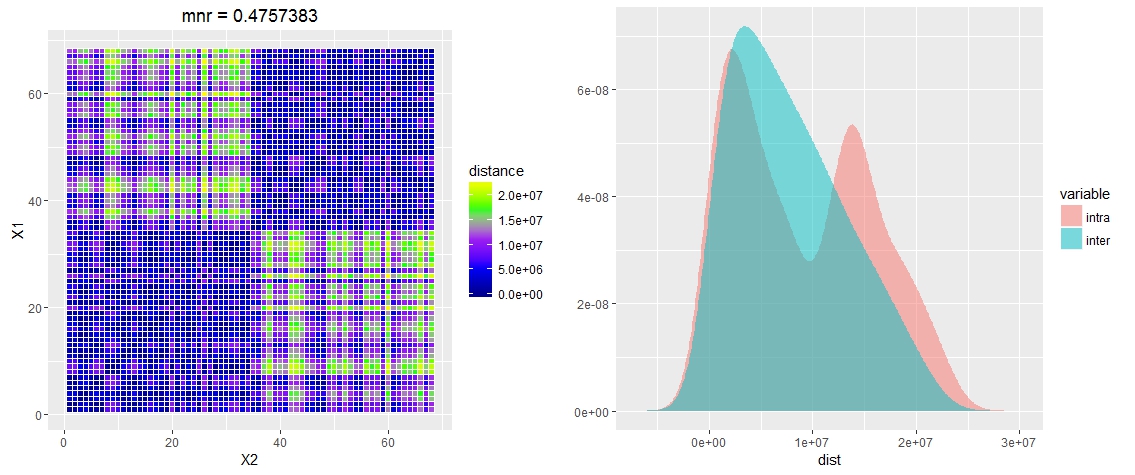 mnr = 0.4757383
60
40
20
0
X1
0
20
40
60
X2
distance
2.0e+07
1.5e+07
1.0e+07
5.0e+06
0.0e+00
6e-08
4e-08
2e-08
0e+00
0e+00
1e+07
2e+07
3e+07
dist
variable
intra
inter